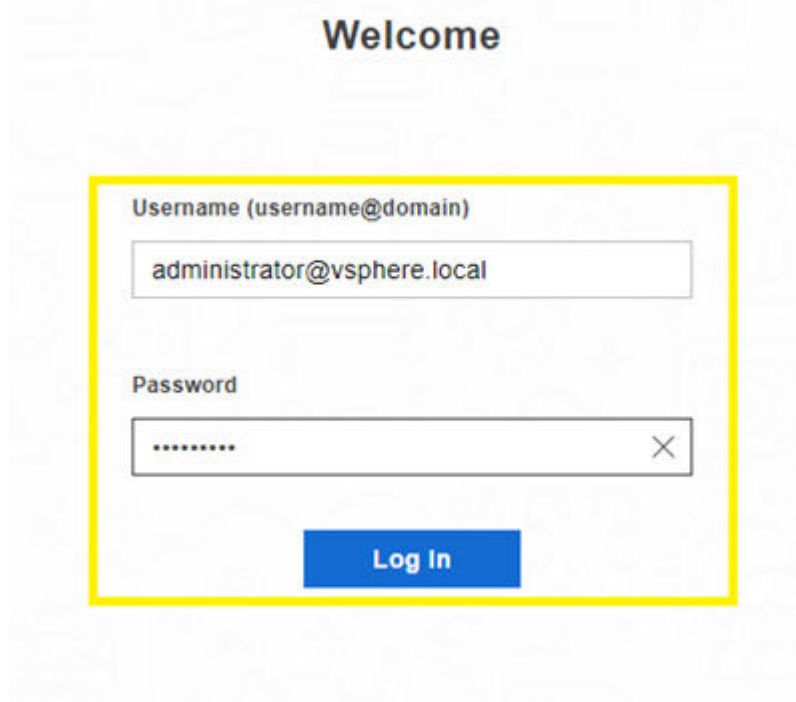 Welcome
Username (username@domain)
administrator@vsphere.local
Password
•••••••••
Log In